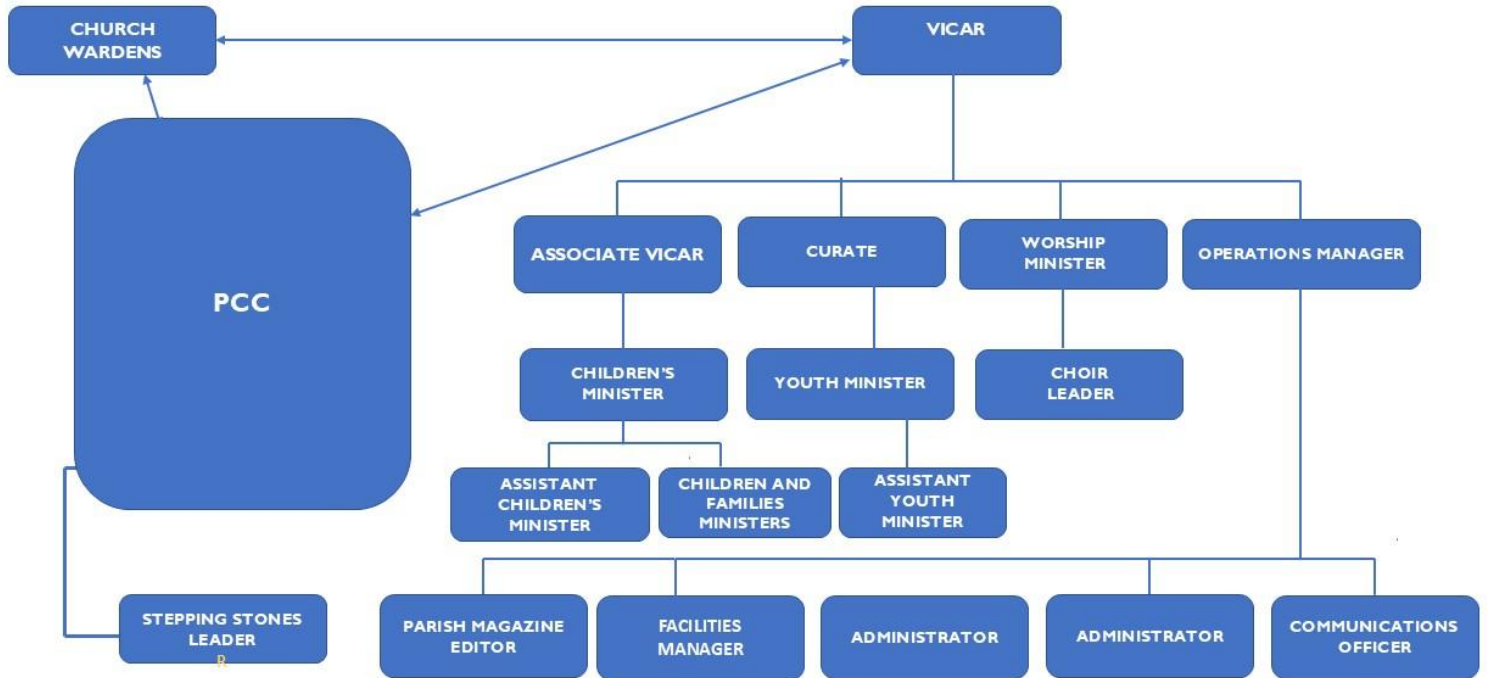 CHURCH
WARDENS
VICAR
PCC
ASSOCIATE VICAR
CURATE
WORSHIP
MINISTER
OPERATIONS MANAGER
CHILDREN'S
MINISTER
YOUTH MINISTER
CHOIR
LEADER
ASSISTANT
CHILDREN'S
MINISTER
CHILDREN AND
FAMILIES
MINISTERS
ASSISTANT
YOUTH
MINISTER
STEPPING STONES
LEADER
R
PARISH MAGAZINE
EDITOR
FACILITIES
MANAGER
ADMINISTRATOR
ADMINISTRATOR
COMMUNICATIONS
OFFICER